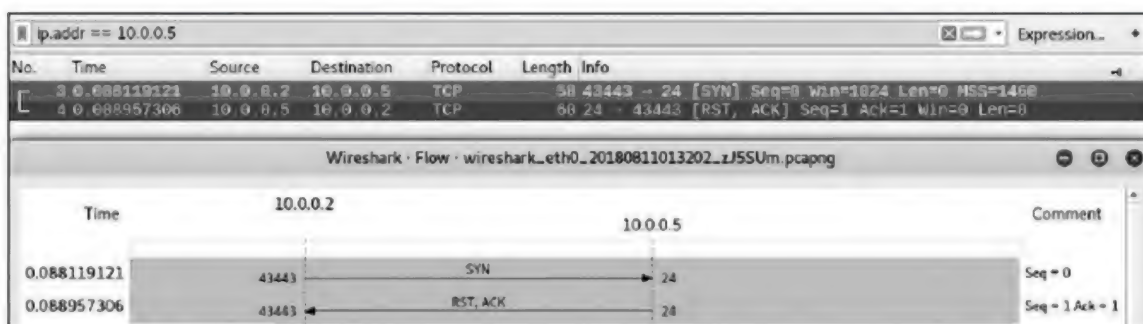 ip.addr == 10.0.0.5 Expression...
No. Time Source Destination Protocol Length Info
3 0.088119121 10.0.0.2 10.0.0.5 TCP 58 43443 → 24 [SYN] Seq=0 Win=1024 Len=0 MSS=1460
4 0.088957306 10.0.0.5 10.0.0.2 TCP 60 24 → 43443 [RST, ACK] Seq=1 Ack=1 Win=0 Len=0
Wireshark · Flow · wireshark_eth0_20180811013202_zJ5SUm.pcapng
Time 10.0.0.2 10.0.0.5 Comment
0.088119121 43443 SYN 24 Seq = 0
0.088957306 43443 RST, ACK 24 Seq = 1 Ack = 1